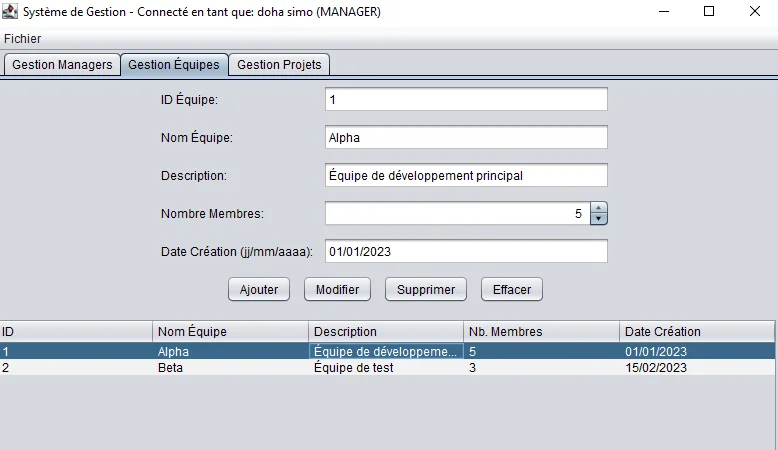 Système de Gestion - Connecté en tant que: doha simo (MANAGER)
Fichier
Gestion Managers Gestion Équipes Gestion Projets
ID Équipe: 1
Nom Équipe: Alpha
Description: Équipe de développement principal
Nombre Membres: 5
Date Création (jj/mm/aaaa): 01/01/2023
Ajouter Modifier Supprimer Effacer
ID Nom Équipe Description Nb. Membres Date Création
1 Alpha Équipe de développeme... 5 01/01/2023
2 Beta Équipe de test 3 15/02/2023